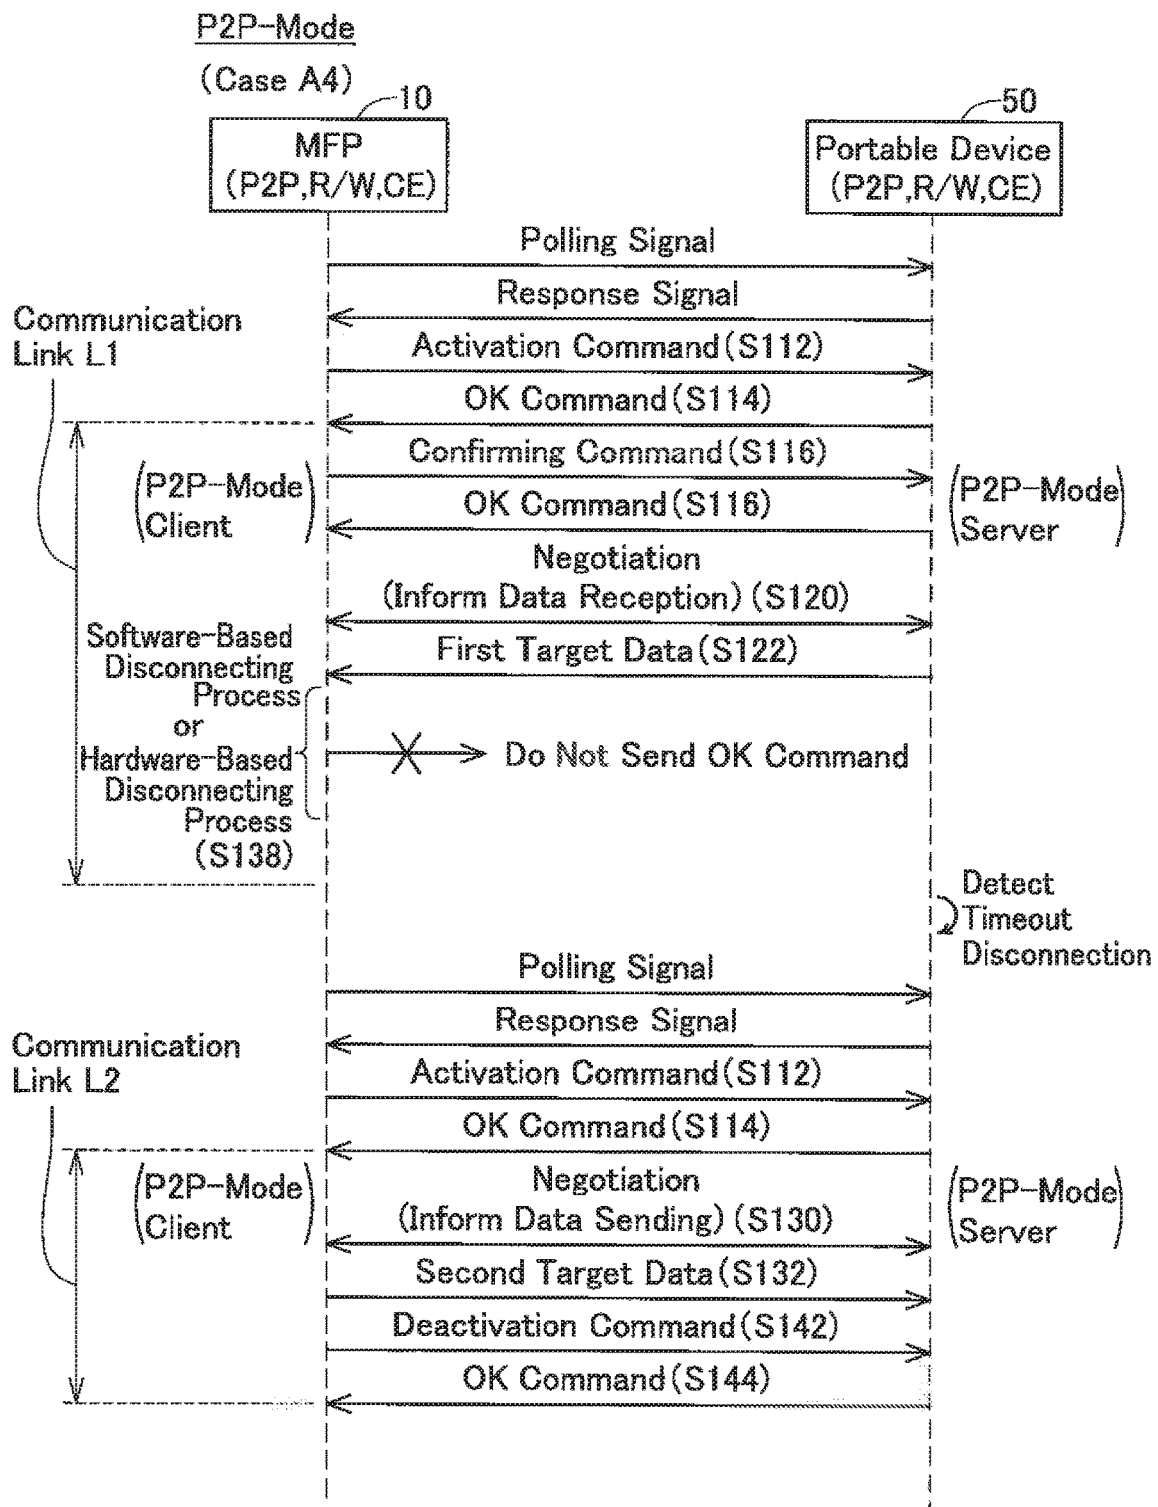 P2P-Mode
(Case A4)
10
50
MFP
(P2P,R/W,CE)
Portable Device
(P2P,R/W,CE)
Polling Signal
Response Signal
Communication
Link L1
Activation Command(S112)
OK Command(S114)
Confirming Command(S116)
(P2P-Mode
Client)
OK Command(S116)
(P2P-Mode
Server)
Negotiation
(Inform Data Reception)(S120)
First Target Data(S122)
Software-Based
Disconnecting
Process
or
Hardware-Based
Disconnecting
Process
(S138)
Do Not Send OK Command
Detect
Timeout
Disconnection
Polling Signal
Response Signal
Communication
Link L2
Activation Command(S112)
OK Command(S114)
(P2P-Mode
Client)
Negotiation
(Inform Data Sending)(S130)
(P2P-Mode
Server)
Second Target Data(S132)
Deactivation Command(S142)
OK Command(S144)